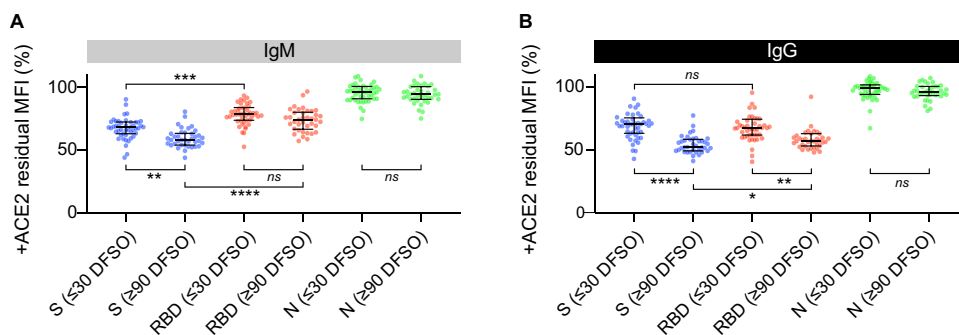 A
IgM
+ACE2 residual MFI (%)
100
50
0
***
**
ns
ns
****
S (≤30 DFSO)
S (≥90 DFSO)
RBD (≤30 DFSO)
RBD (≥90 DFSO)
N (≤30 DFSO)
N (≥90 DFSO)
B
IgG
+ACE2 residual MFI (%)
100
50
0
ns
****
**
ns
*
S (≤30 DFSO)
S (≥90 DFSO)
RBD (≤30 DFSO)
RBD (≥90 DFSO)
N (≤30 DFSO)
N (≥90 DFSO)